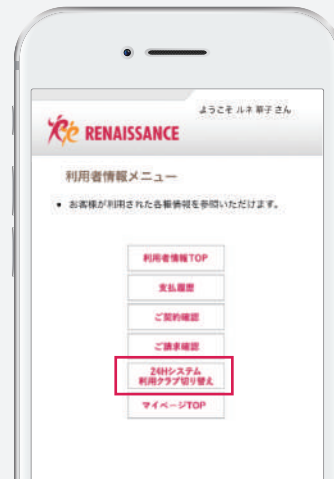 ようこそ ルネ 華子 さん
RENAISSANCE
利用者情報メニュー
• お客様が利用された各種情報を参照いただけます。
利用者情報TOP
支払履歴
ご契約確認
ご請求確認
24Hシステム
利用クラブ切り替え
マイページTOP